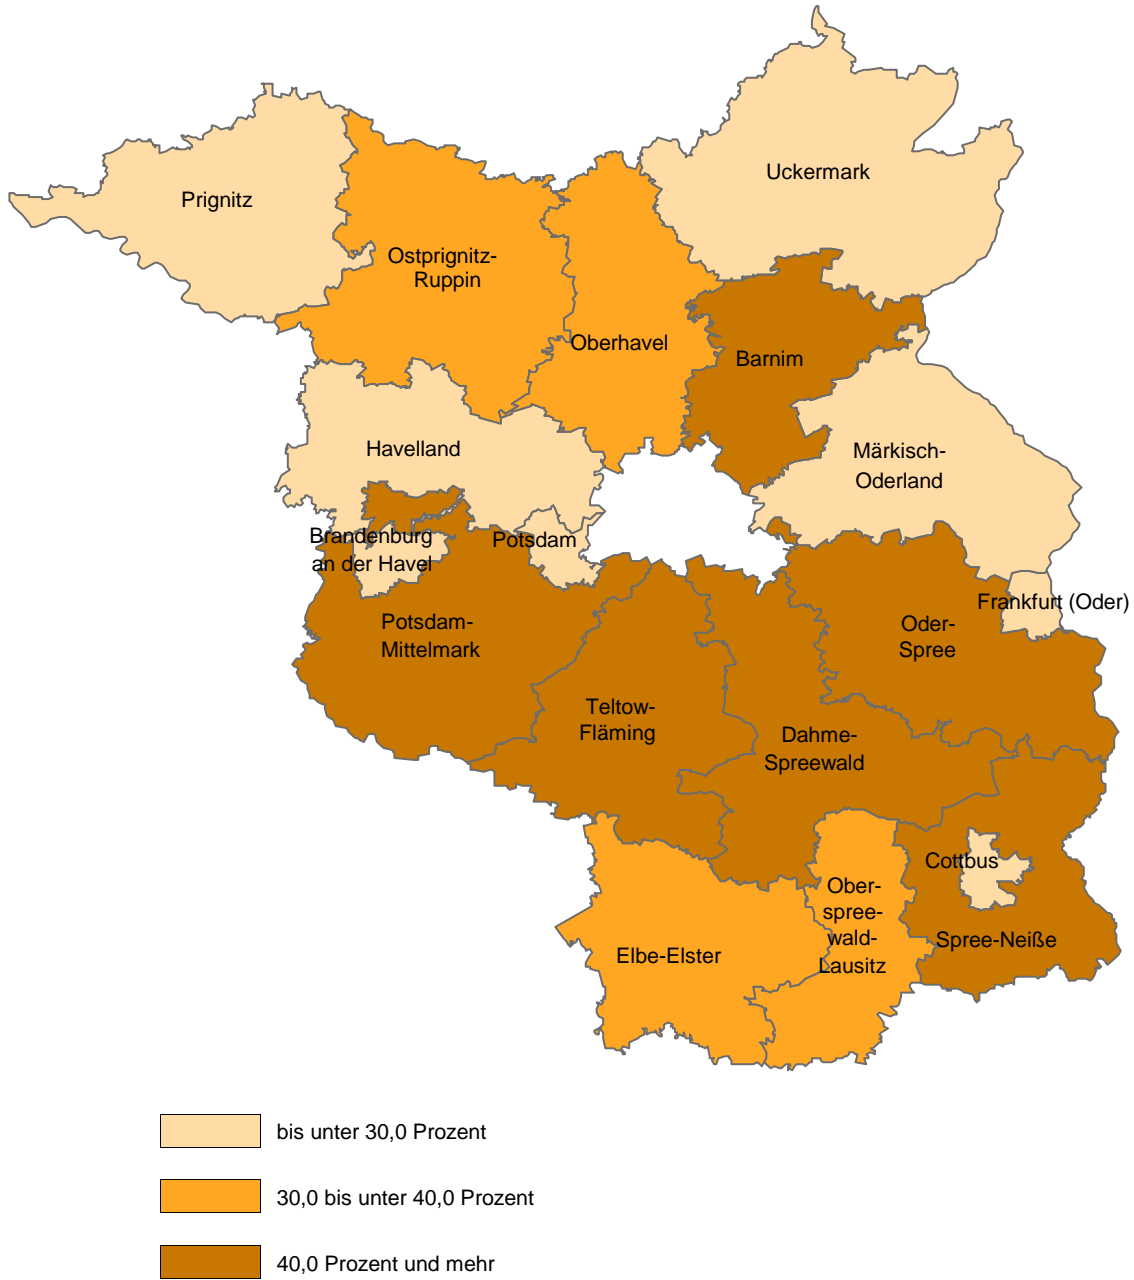 Uckermark
Prignitz
Ostprignitz-
Ruppin
Oberhavel
Barnim
Havelland
Märkisch-
Oderland
Brandenburg
an der Havel
Potsdam
Frankfurt (Oder)
Potsdam-
Mittelmark
Oder-
Spree
Teltow-
Fläming
Dahme-
Spreewald
Cottbus
Ober-
spree-
wald-
Lausitz
Spree-Neiße
Elbe-Elster
bis unter 30,0 Prozent
30,0 bis unter 40,0 Prozent
40,0 Prozent und mehr